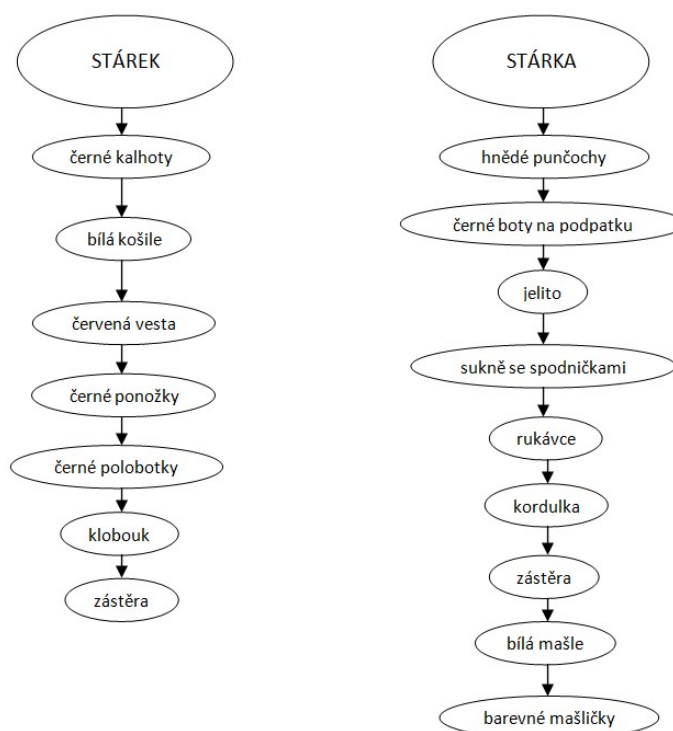 STÁREK
černé kalhoty
bílá košile
červená vesta
černé ponožky
černé polobotky
klobouk
zástěra
STÁRKA
hnědé punčochy
černé boty na podpatku
jelito
sukně se spodničkami
rukávce
kordulka
zástěra
bílá mašle
barevné mašličky